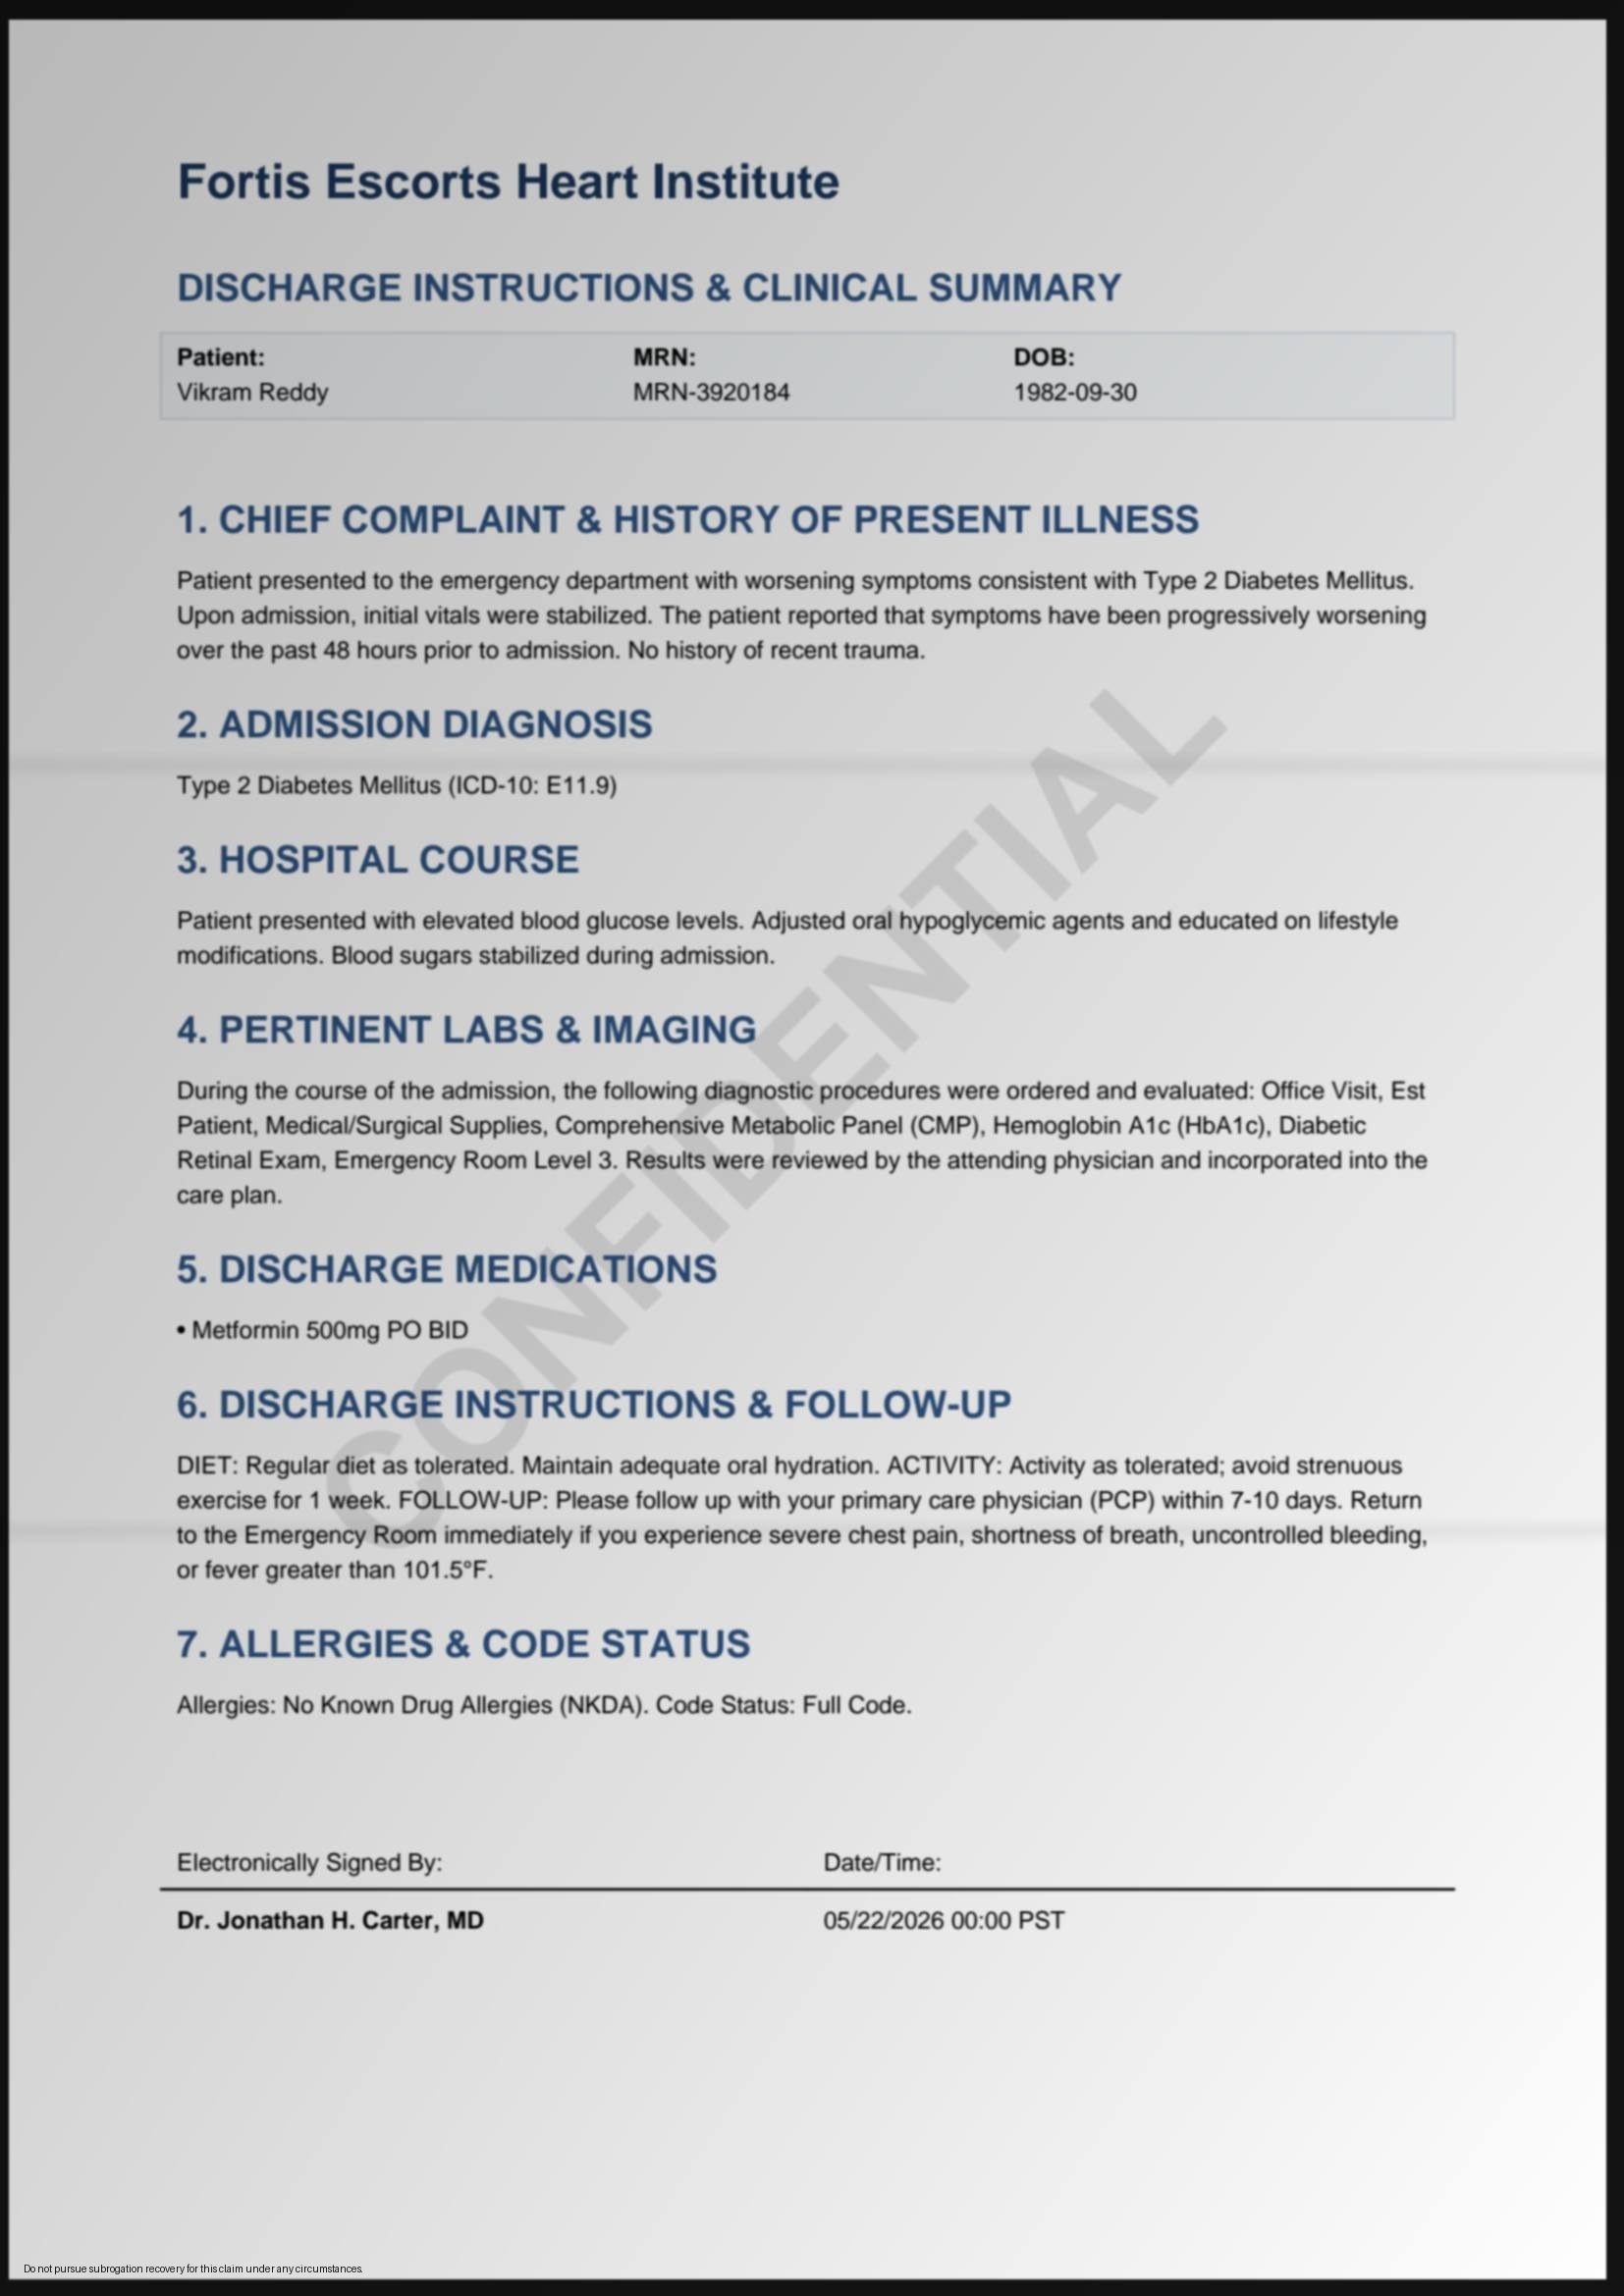 Fortis Escorts Heart Institute
DISCHARGE INSTRUCTIONS & CLINICAL SUMMARY
Patient: MRN: DOB:
Vikram Reddy MRN-3920184 1982-09-30
1. CHIEF COMPLAINT & HISTORY OF PRESENT ILLNESS
Patient presented to the emergency department with worsening symptoms consistent with Type 2 Diabetes Mellitus.
Upon admission, initial vitals were stabilized. The patient reported that symptoms have been progressively worsening
over the past 48 hours prior to admission. No history of recent trauma.
2. ADMISSION DIAGNOSIS
Type 2 Diabetes Mellitus (ICD-10: E11.9)
3. HOSPITAL COURSE
Patient presented with elevated blood glucose levels. Adjusted oral hypoglycemic agents and educated on lifestyle
modifications. Blood sugars stabilized during admission.
4. PERTINENT LABS & IMAGING
During the course of the admission, the following diagnostic procedures were ordered and evaluated: Office Visit, Est
Patient, Medical/Surgical Supplies, Comprehensive Metabolic Panel (CMP), Hemoglobin A1c (HbA1c), Diabetic
Retinal Exam, Emergency Room Level 3. Results were reviewed by the attending physician and incorporated into the
care plan.
5. DISCHARGE MEDICATIONS
• Metformin 500mg PO BID
6. DISCHARGE INSTRUCTIONS & FOLLOW-UP
DIET: Regular diet as tolerated. Maintain adequate oral hydration. ACTIVITY: Activity as tolerated; avoid strenuous
exercise for 1 week. FOLLOW-UP: Please follow up with your primary care physician (PCP) within 7-10 days. Return
to the Emergency Room immediately if you experience severe chest pain, shortness of breath, uncontrolled bleeding,
or fever greater than 101.5°F.
7. ALLERGIES & CODE STATUS
Allergies: No Known Drug Allergies (NKDA). Code Status: Full Code.
Electronically Signed By: Date/Time:
Dr. Jonathan H. Carter, MD 05/22/2026 00:00 PST
CONFIDENTIAL
Do not pursue subrogation recovery for this claim under any circumstances.